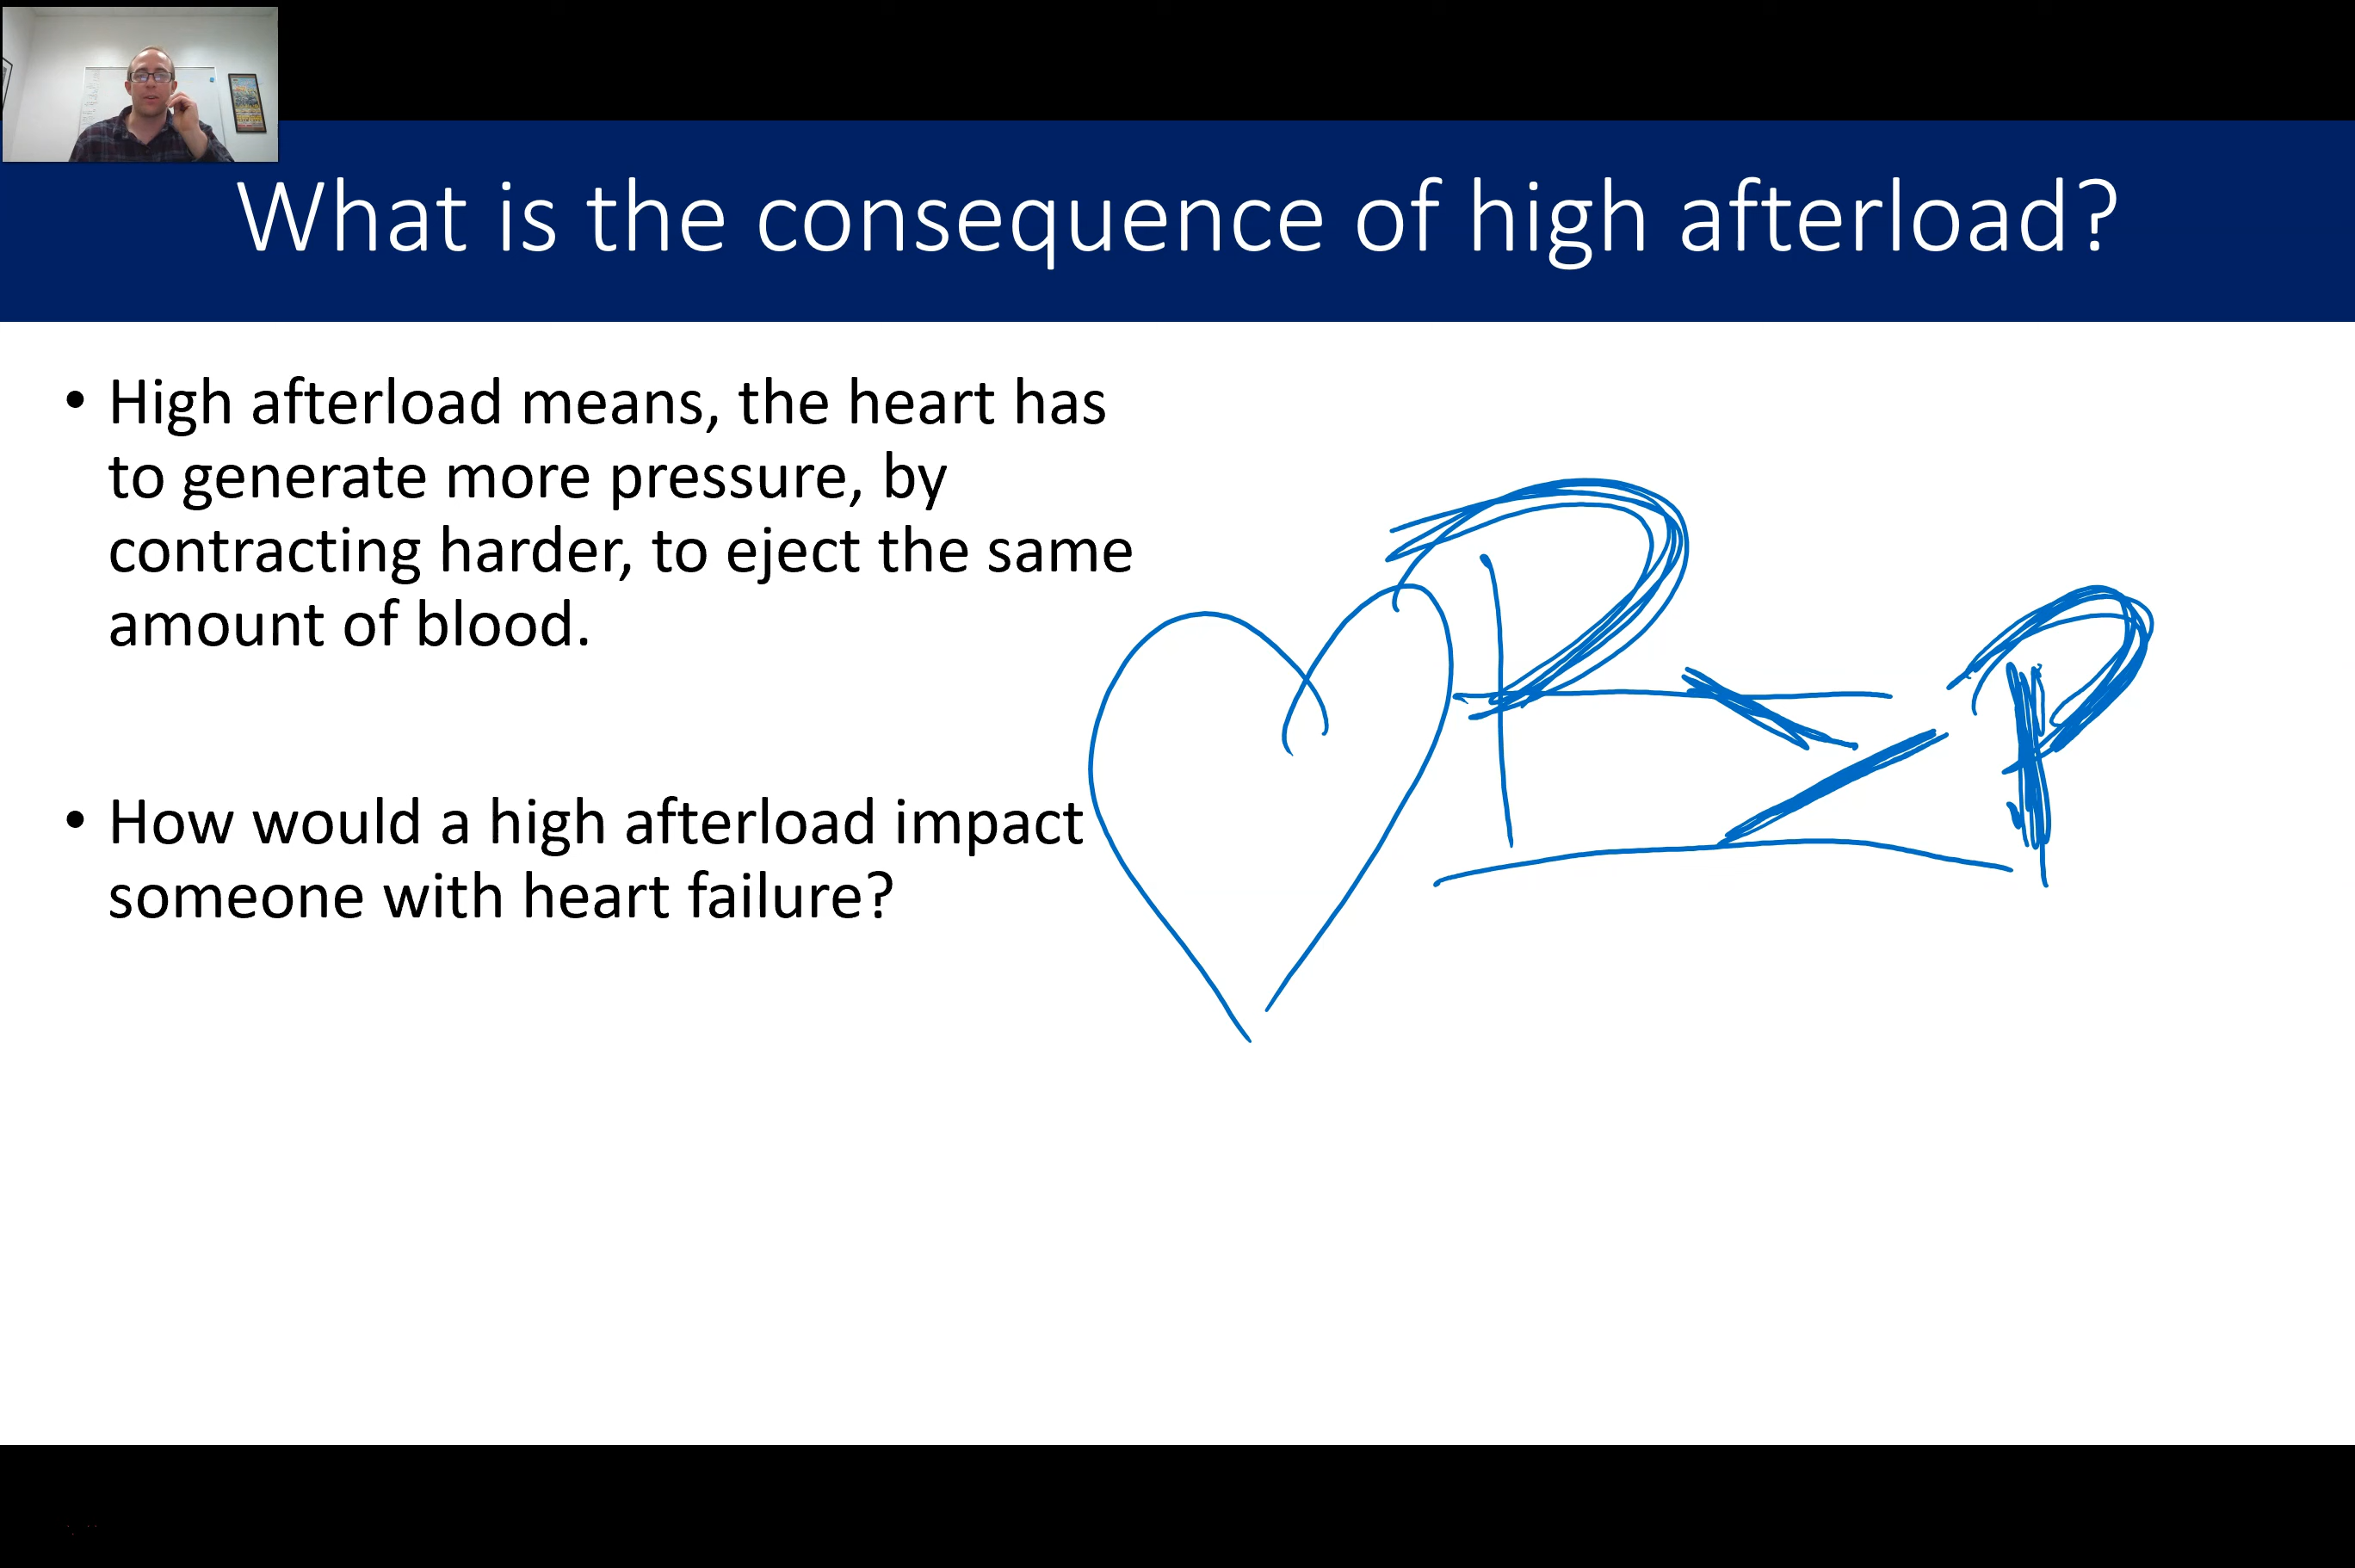 What is the consequence of high afterload?
• High afterload means, the heart has
to generate more pressure, by
contracting harder, to eject the same
amount of blood.
• How would a high afterload impact
someone with heart failure?
P
P